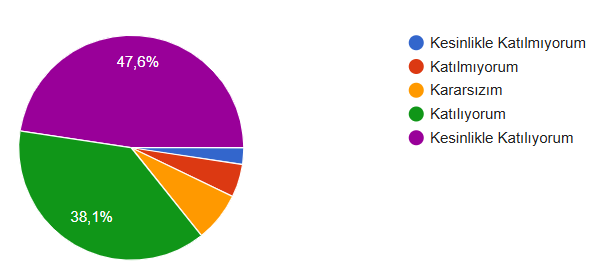 47,6%
38,1%
Kesinlikle Katılmıyorum
Katılmıyorum
Kararsızım
Katılıyorum
Kesinlikle Katılıyorum